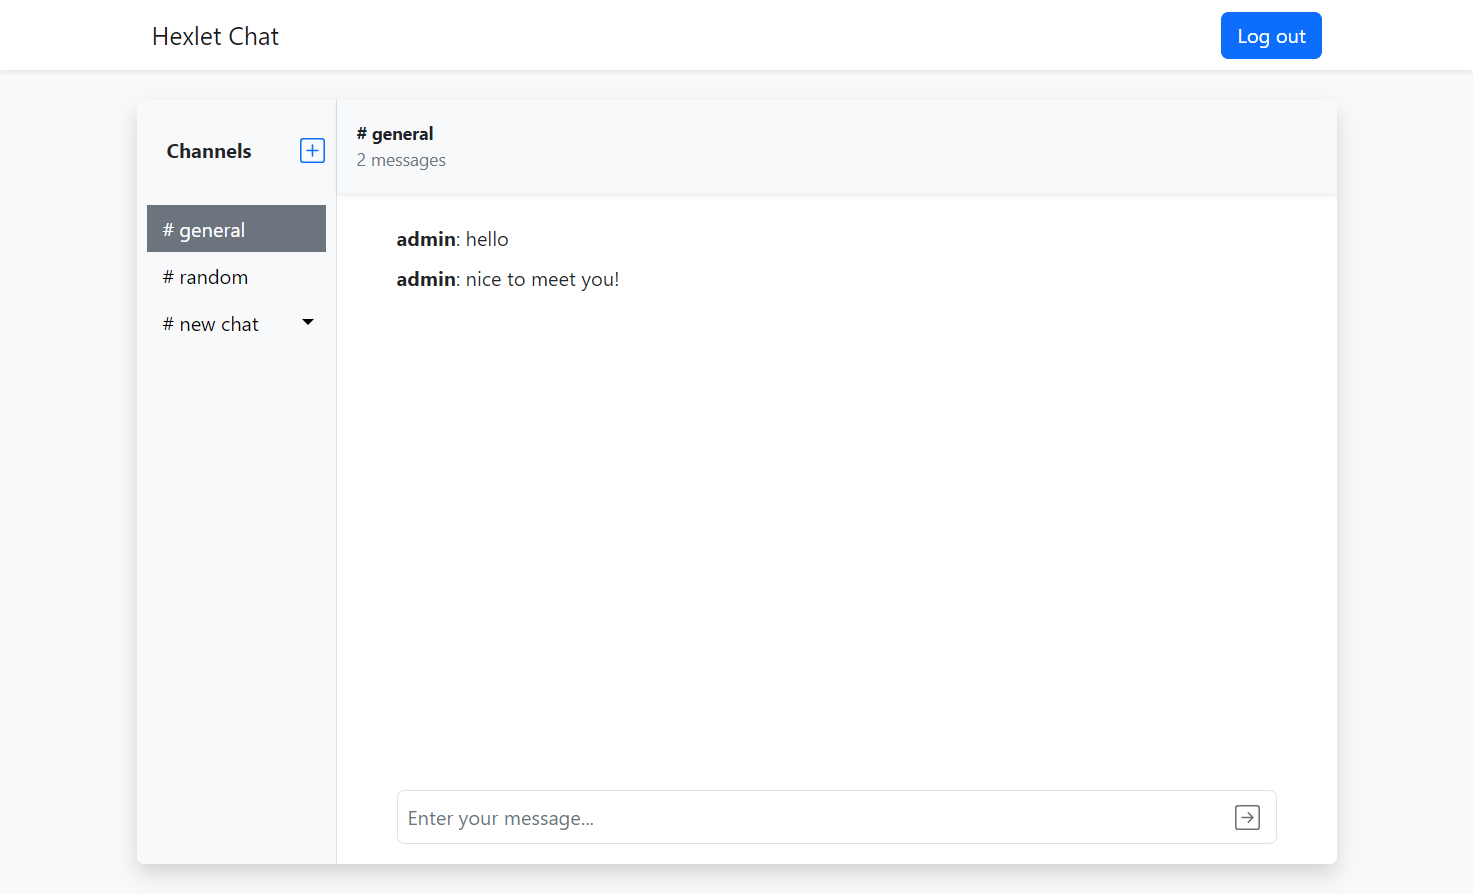 Hexlet Chat
Log out
Channels
# general
# random
# new chat
# general
2 messages
admin: hello
admin: nice to meet you!
Enter your message...